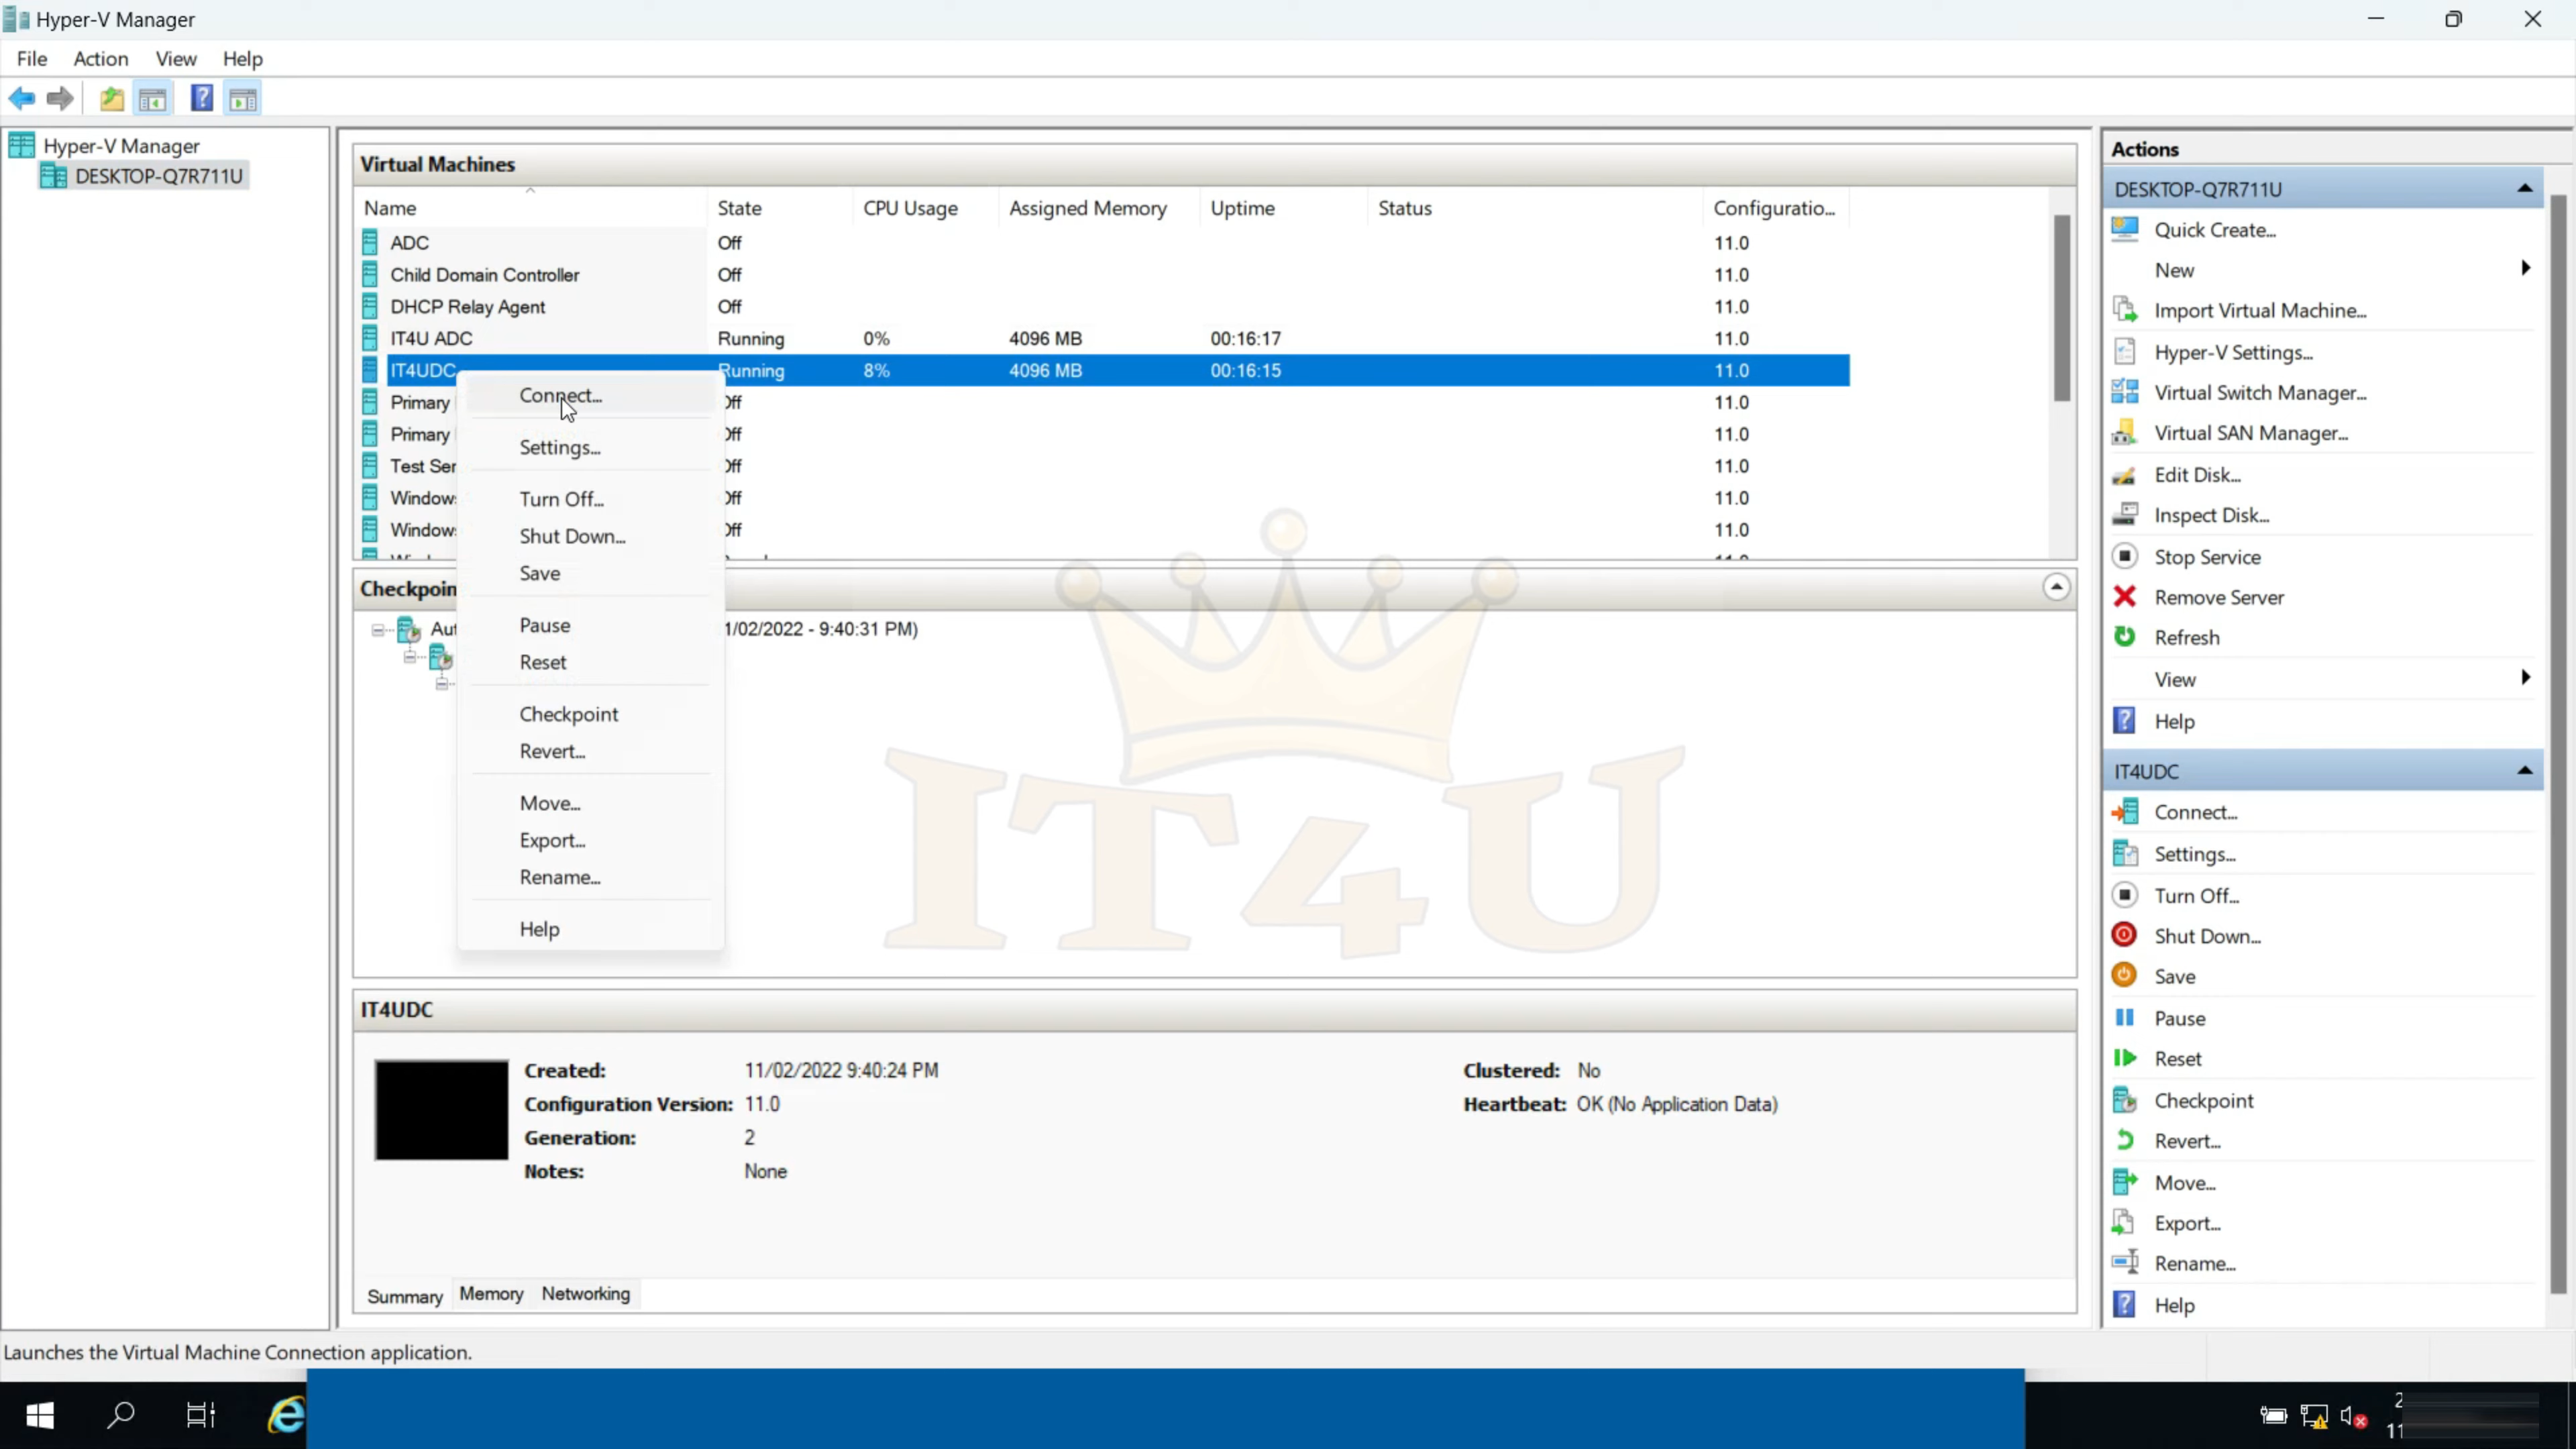 Hyper-V Manager
File Action View Help
Hyper-V Manager
DESKTOP-Q7R711U
Virtual Machines
Name State CPU Usage Assigned Memory Uptime Status Configuratio...
ADC Off 11.0
Child Domain Controller Off 11.0
DHCP Relay Agent Off 11.0
IT4U ADC Running 0% 4096 MB 00:16:17 11.0
IT4UDC Running 8% 4096 MB 00:16:15 11.0
Primary 11.0
Primary 11.0
Test 11.0
11.0
11.0
Connect...
Settings...
Turn Off...
Shut Down...
Save
Pause
Reset
Checkpoint
Revert...
Move...
Export...
Rename...
Help
1/02/2022 - 9:40:31 PM)
IT4U
IT4UDC
Created: 11/02/2022 9:40:24 PM
Configuration Version: 11.0
Generation: 2
Notes: None
Clustered: No
Heartbeat: OK (No Application Data)
Summary Memory Networking
Actions
DESKTOP-Q7R711U
Quick Create...
New
Import Virtual Machine...
Hyper-V Settings...
Virtual Switch Manager...
Virtual SAN Manager...
Edit Disk...
Inspect Disk...
Stop Service
Remove Server
Refresh
View
Help
IT4UDC
Connect...
Settings...
Turn Off...
Shut Down...
Save
Pause
Reset
Checkpoint
Revert...
Move...
Export...
Rename...
Help
Launches the Virtual Machine Connection application.